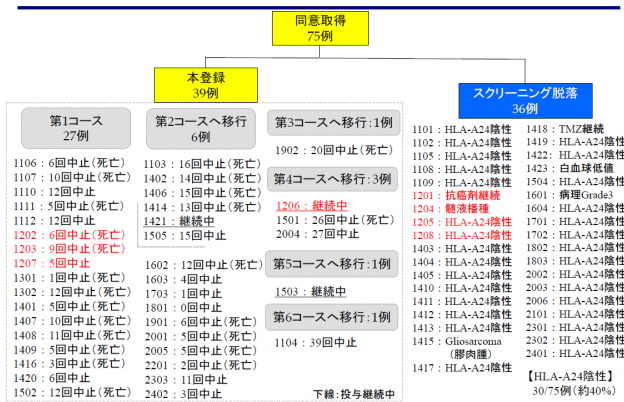 同意取得
75例
本登録
39例
スクリーニング脱落
36例
第1コース
27例
1106：6回中止(死亡)
1107：10回中止(死亡)
1110：12回中止
1111：5回中止(死亡)
1112：12回中止
1202：6回中止(死亡)
1203：9回中止(死亡)
1207：5回中止
1301：1回中止(死亡)
1302：12回中止(死亡)
1401：5回中止(死亡)
1407：10回中止(死亡)
1408：11回中止(死亡)
1409：5回中止(死亡)
1416：3回中止(死亡)
1420：6回中止
1502：12回中止(死亡)
第2コースへ移行
6例
1103：16回中止(死亡)
1402：14回中止(死亡)
1406：15回中止(死亡)
1414：13回中止(死亡)
1421：継続中
1505：15回中止
1602：12回中止(死亡)
1603：4回中止
1703：1回中止
1801：0回中止
1901：6回中止(死亡)
2001：5回中止(死亡)
2005：5回中止(死亡)
2201：2回中止(死亡)
2303：11回中止
2402：3回中止
第3コースへ移行：1例
1902：20回中止(死亡)
第4コースへ移行：3例
1206：継続中
1501：26回中止(死亡)
2004：27回中止
第5コースへ移行：1例
1503：継続中
第6コースへ移行：1例
1104：39回中止
下線：投与継続中
1101：HLA-A24陰性
1102：HLA-A24陰性
1105：HLA-A24陰性
1108：HLA-A24陰性
1109：HLA-A24陰性
1201：抗癌剤継続
1204：髄液播種
1205：HLA-A24陰性
1208：HLA-A24陰性
1403：HLA-A24陰性
1404：HLA-A24陰性
1405：HLA-A24陰性
1410：HLA-A24陰性
1411：HLA-A24陰性
1412：HLA-A24陰性
1413：HLA-A24陰性
1415：Gliosarcoma
（膠肉腫）
1417：HLA-A24陰性
1418：TMZ継続
1419：HLA-A24陰性
1422：HLA-A24陰性
1423：白血球低値
1504：HLA-A24陰性
1601：病理Grade3
1604：HLA-A24陰性
1701：HLA-A24陰性
1702：HLA-A24陰性
1802：HLA-A24陰性
1803：HLA-A24陰性
2002：HLA-A24陰性
2003：HLA-A24陰性
2006：HLA-A24陰性
2101：HLA-A24陰性
2301：HLA-A24陰性
2302：HLA-A24陰性
2401：HLA-A24陰性
【HLA-A24陰性】
30/75例（約40%）